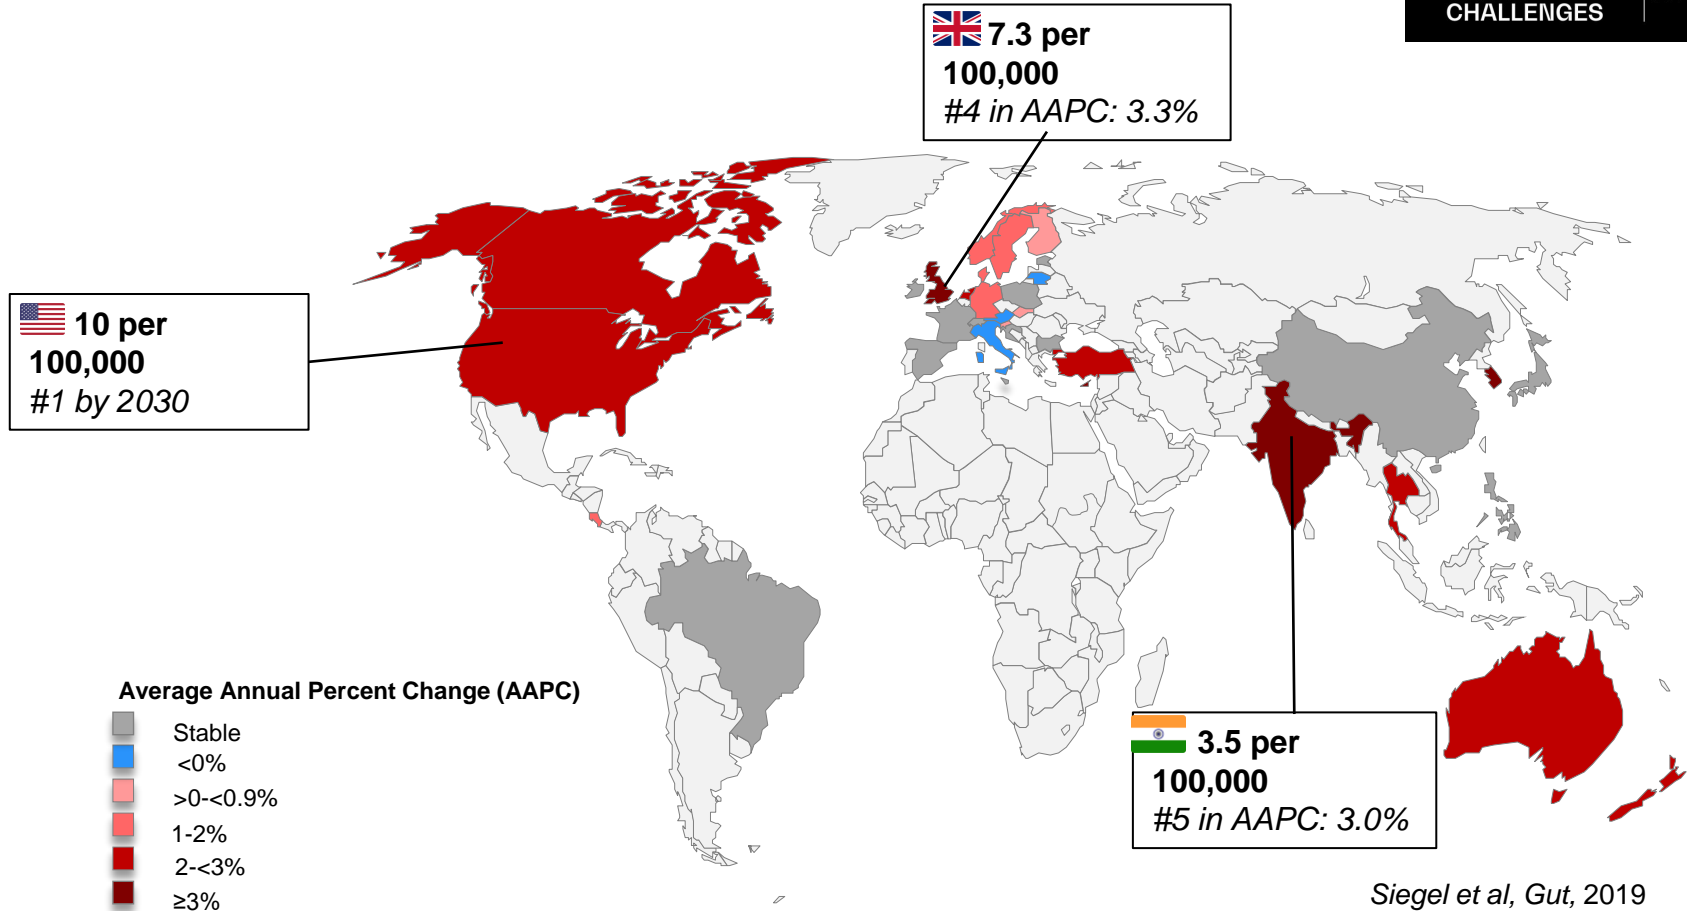 CHALLENGES
7.3 per
100,000
#4 in AAPC: 3.3%
10 per
100,000
#1 by 2030
Average Annual Percent Change (AAPC)
Stable
<0%
>0-<0.9%
1-2%
2-<3%
≥3%
3.5 per
100,000
#5 in AAPC: 3.0%
Siegel et al, Gut, 2019